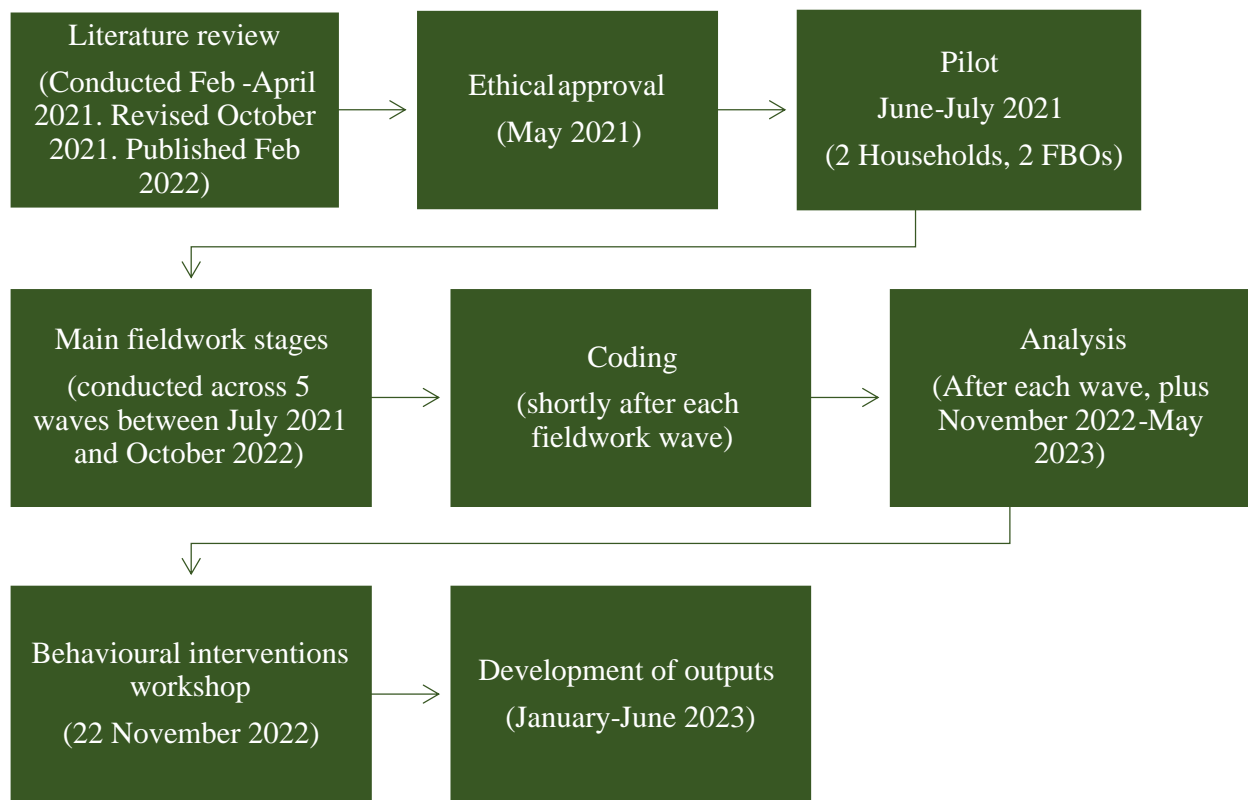 Literature review
(Conducted Feb -April
2021. Revised October
2021. Published Feb
2022)
Ethical approval
(May 2021)
Pilot
June-July 2021
(2 Households, 2 FBOs)
Main fieldwork stages
(conducted across 5
waves between July 2021
and October 2022)
Coding
(shortly after each
fieldwork wave)
Analysis
(After each wave, plus
November 2022-May
2023)
Behavioural interventions
workshop
(22 November 2022)
Development of outputs
(January-June 2023)